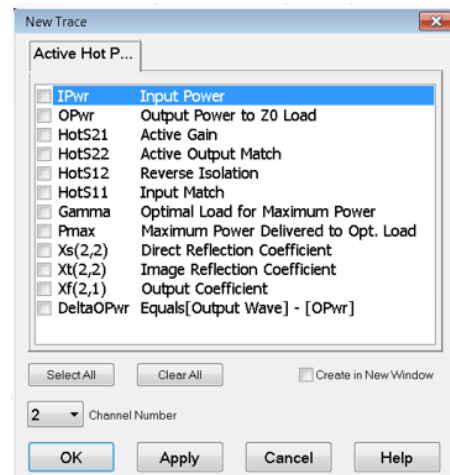 New Trace
Active Hot P...
IPwr Input Power
OPwr Output Power to Z0 Load
HotS21 Active Gain
HotS22 Active Output Match
HotS12 Reverse Isolation
HotS11 Input Match
Gamma Optimal Load for Maximum Power
Pmax Maximum Power Delivered to Opt. Load
Xs(2,2) Direct Reflection Coefficient
Xt(2,2) Image Reflection Coefficient
Xf(2,1) Output Coefficient
DeltaOPwr Equals[Output Wave] - [OPwr]
Select All Clear All Create in New Window
2 Channel Number
OK Apply Cancel Help